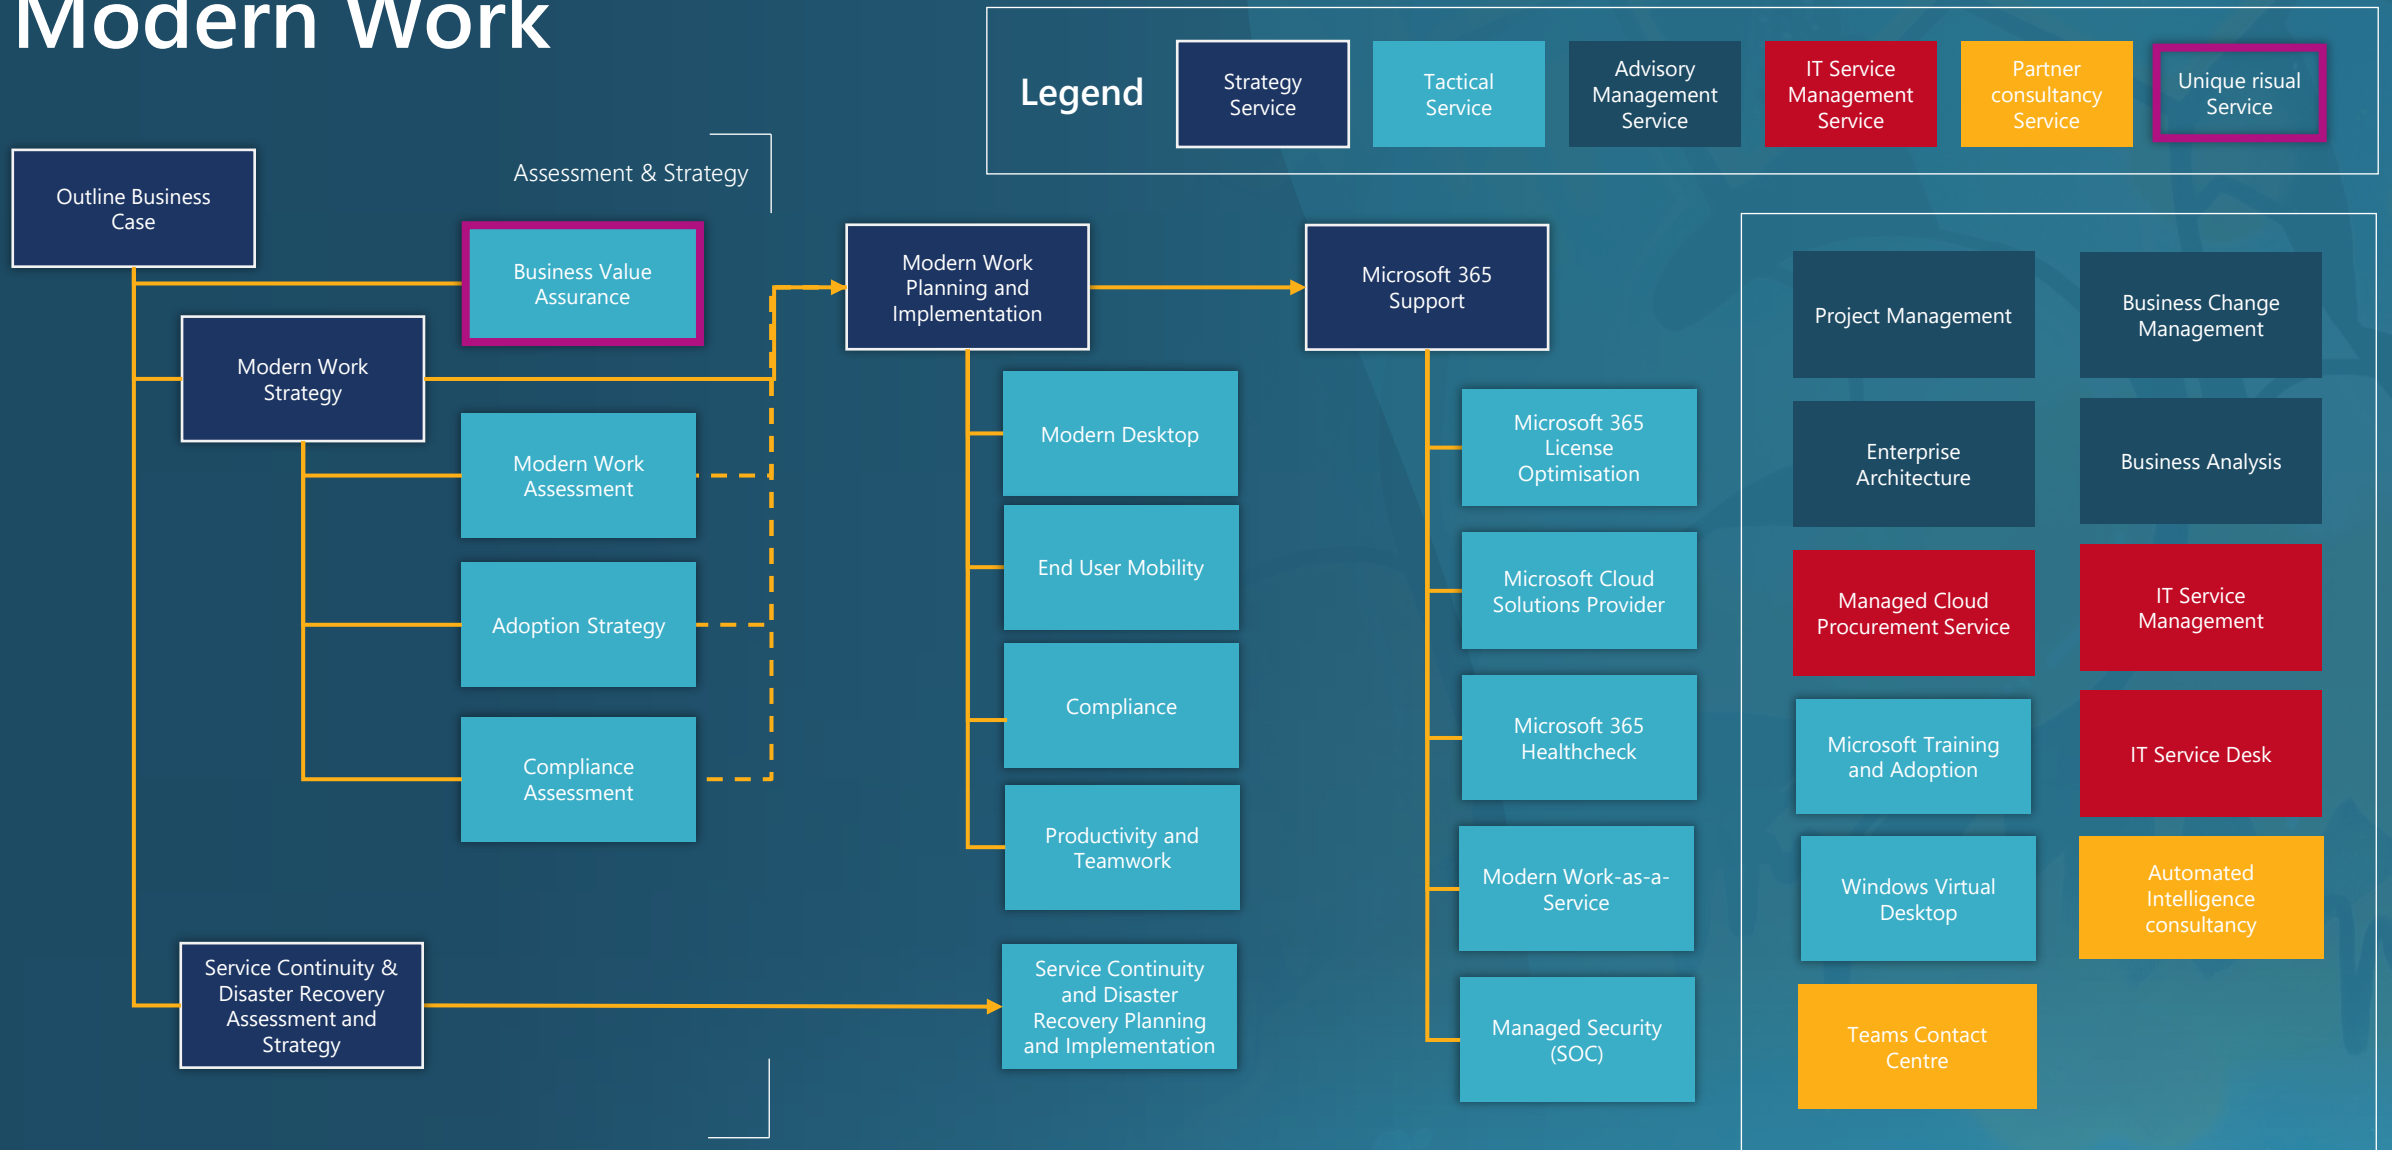 Modern Work
Legend
Strategy
Service
Tactical
Service
Advisory
Management
Service
IT Service
Management
Service
Partner
consultancy
Service
Unique risual
Service
Assessment & Strategy
Outline Business
Case
Business Value
Assurance
Modern Work
Strategy
Modern Work
Assessment
Adoption Strategy
Compliance
Assessment
Service Continuity &
Disaster Recovery
Assessment and
Strategy
Modern Work
Planning and
Implementation
Modern Desktop
End User Mobility
Compliance
Productivity and
Teamwork
Service Continuity
and Disaster
Recovery Planning
and Implementation
Microsoft 365
Support
Microsoft 365
License
Optimisation
Microsoft Cloud
Solutions Provider
Microsoft 365
Healthcheck
Modern Work-as-a-
Service
Managed Security
(SOC)
Project Management
Business Change
Management
Enterprise
Architecture
Business Analysis
Managed Cloud
Procurement Service
IT Service
Management
Microsoft Training
and Adoption
IT Service Desk
Windows Virtual
Desktop
Automated
Intelligence
consultancy
Teams Contact
Centre